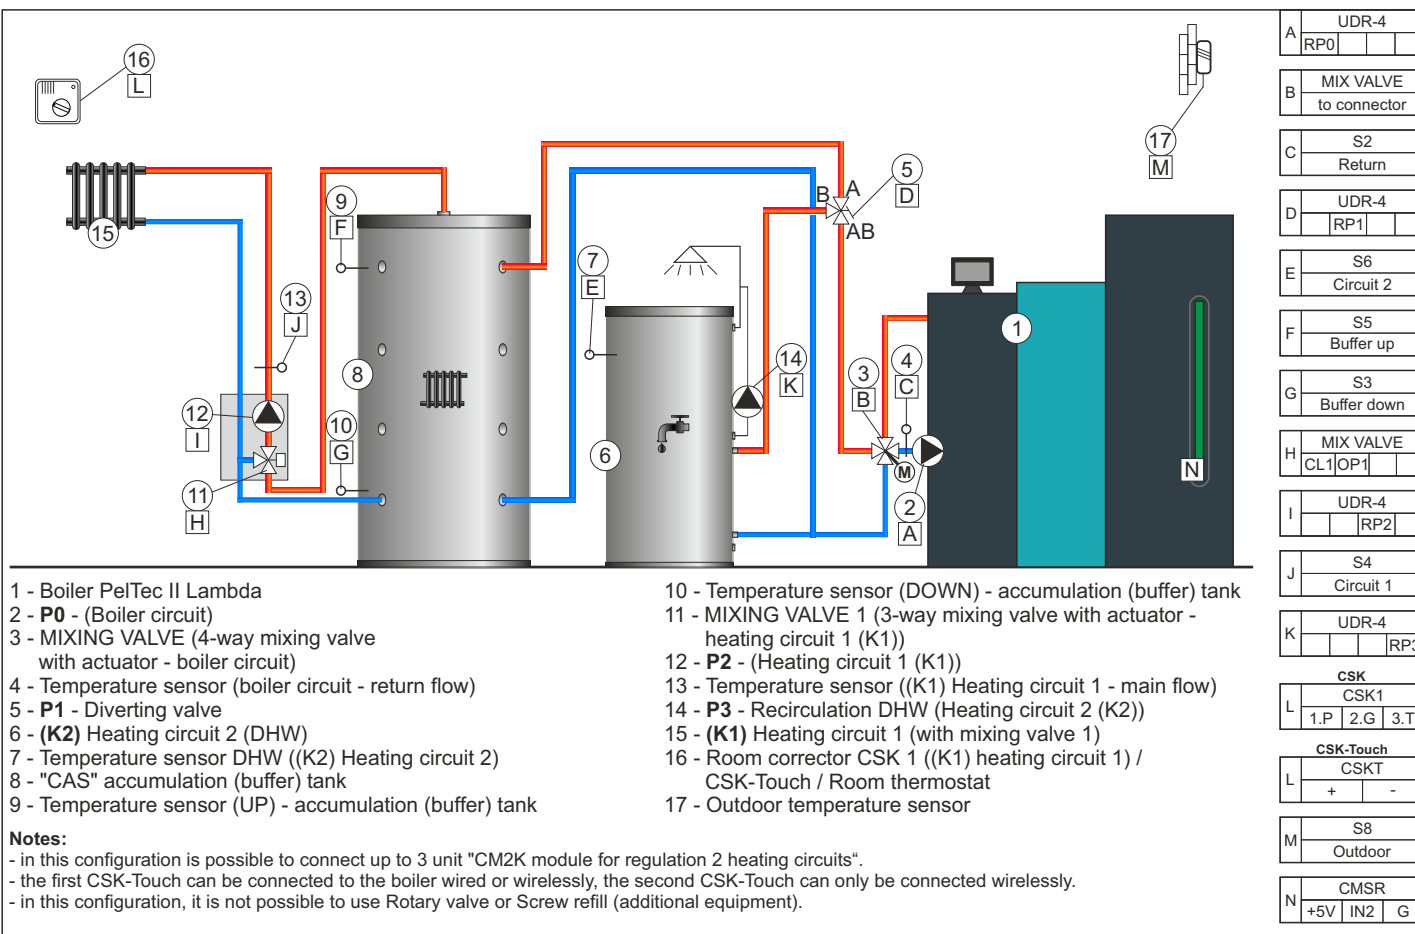 16
L
17
M
5
D
B
A
AB
9
F
7
E
15
13
J
8
14
K
3
B
4
C
1
12
I
10
G
6
M
N
11
H
2
A
1 - Boiler PelTec II Lambda
2 - P0 - (Boiler circuit)
3 - MIXING VALVE (4-way mixing valve
with actuator - boiler circuit)
4 - Temperature sensor (boiler circuit - return flow)
5 - P1 - Diverting valve
6 - (K2) Heating circuit 2 (DHW)
7 - Temperature sensor DHW ((K2) Heating circuit 2)
8 - "CAS" accumulation (buffer) tank
9 - Temperature sensor (UP) - accumulation (buffer) tank
10 - Temperature sensor (DOWN) - accumulation (buffer) tank
11 - MIXING VALVE 1 (3-way mixing valve with actuator -
heating circuit 1 (K1))
12 - P2 - (Heating circuit 1 (K1))
13 - Temperature sensor ((K1) Heating circuit 1 - main flow)
14 - P3 - Recirculation DHW (Heating circuit 2 (K2))
15 - (K1) Heating circuit 1 (with mixing valve 1)
16 - Room corrector CSK 1 ((K1) heating circuit 1) /
CSK-Touch / Room thermostat
17 - Outdoor temperature sensor
Notes:
- in this configuration is possible to connect up to 3 unit "CM2K module for regulation 2 heating circuits“.
- the first CSK-Touch can be connected to the boiler wired or wirelessly, the second CSK-Touch can only be connected wirelessly.
- in this configuration, it is not possible to use Rotary valve or Screw refill (additional equipment).
A UDR-4
RP0
B MIX VALVE
to connector
C S2
Return
D UDR-4
RP1
E S6
Circuit 2
F S5
Buffer up
G S3
Buffer down
H MIX VALVE
CL1 OP1
I UDR-4
RP2
J S4
Circuit 1
K UDR-4
RP3
CSK
L CSK1
1.P 2.G 3.T
CSK-Touch
L CSKT
+ -
M S8
Outdoor
N CMSR
+5V IN2 G